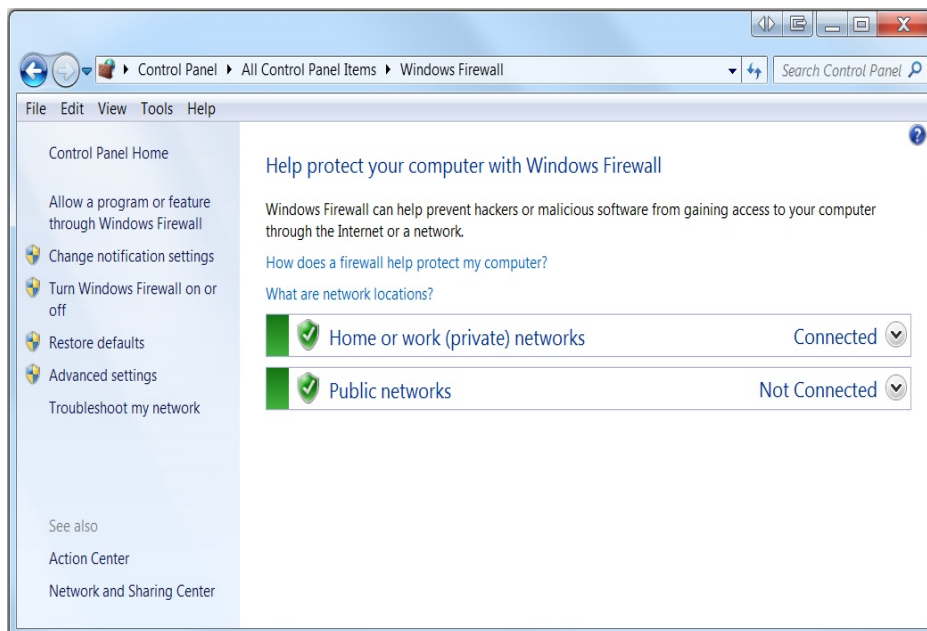 Control Panel All Control Panel Items Windows Firewall Search Control Panel
File Edit View Tools Help
Control Panel Home
Allow a program or feature
through Windows Firewall
Change notification settings
Turn Windows Firewall on or
off
Restore defaults
Advanced settings
Troubleshoot my network
See also
Action Center
Network and Sharing Center
Help protect your computer with Windows Firewall
Windows Firewall can help prevent hackers or malicious software from gaining access to your computer
through the Internet or a network.
How does a firewall help protect my computer?
What are network locations?
Home or work (private) networks Connected
Public networks Not Connected